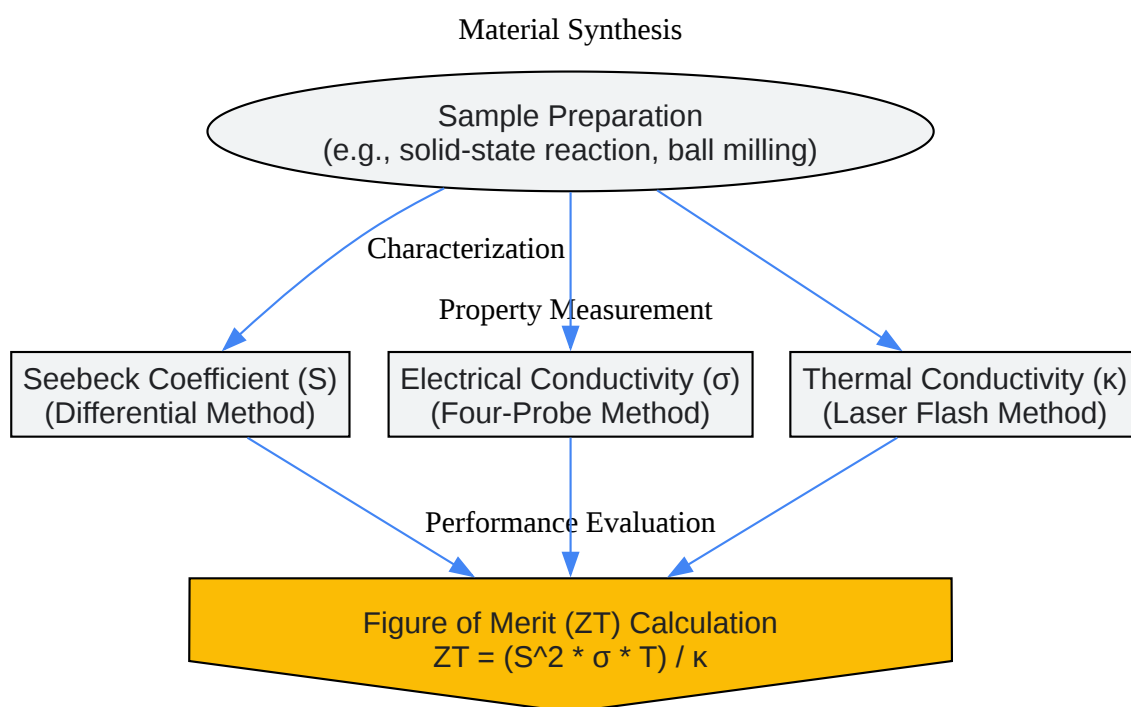 Material Synthesis
Sample Preparation
(e.g., solid-state reaction, ball milling)
Characterization
Property Measurement
Seebeck Coefficient (S)
(Differential Method)
Electrical Conductivity (σ)
(Four-Probe Method)
Thermal Conductivity (κ)
(Laser Flash Method)
Performance Evaluation
Figure of Merit (ZT) Calculation
ZT = (S^2 * σ * T) / κ